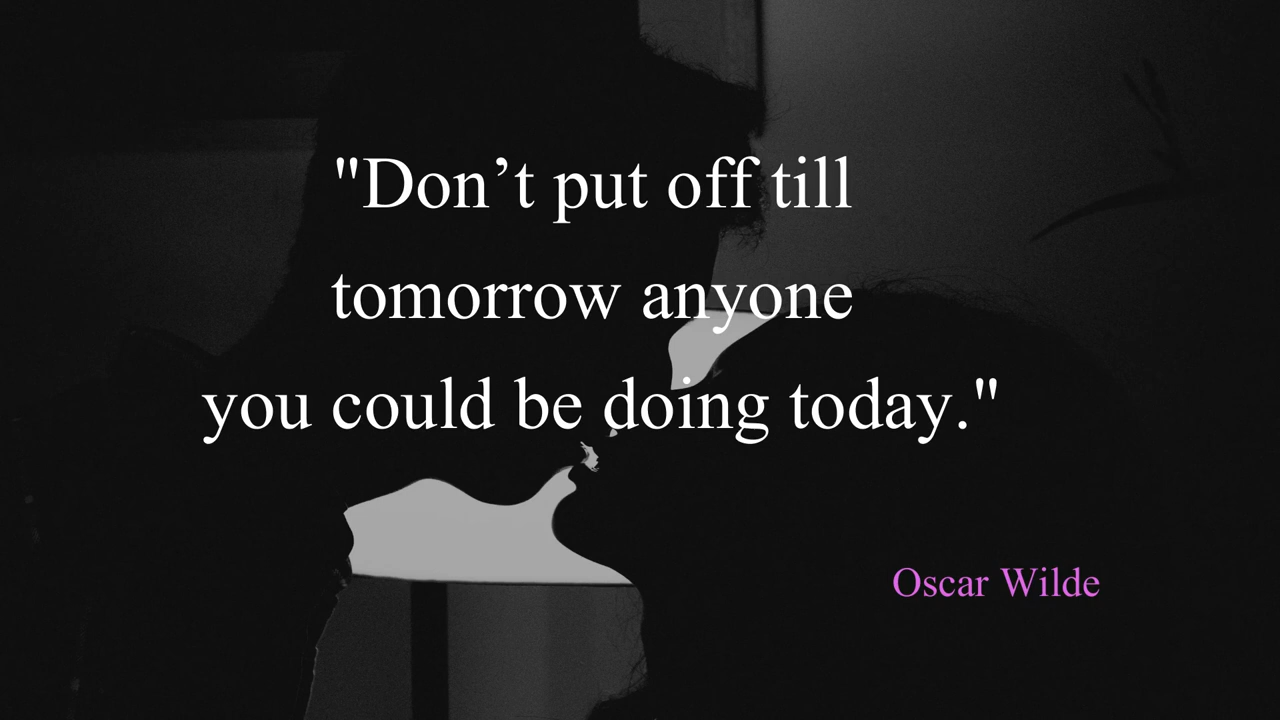 "Don’t put off till
tomorrow anyone
you could be doing today."
Oscar Wilde